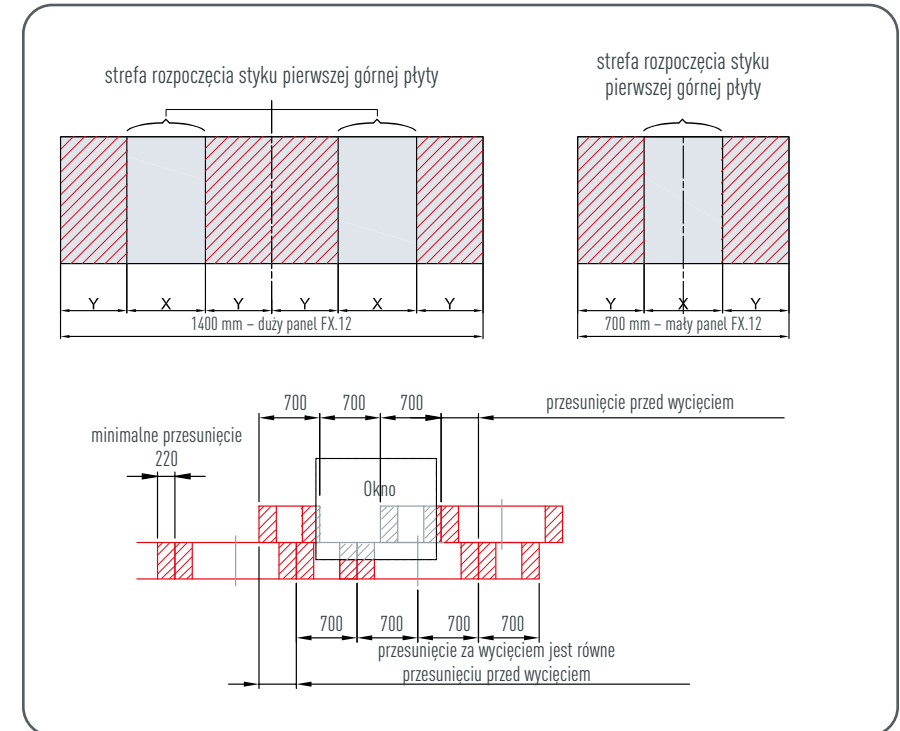 strefa rozpoczęcia styku pierwszej górnej płyty
strefa rozpoczęcia styku
pierwszej górnej płyty
Y X Y Y X Y
1400 mm – duży panel FX.12
Y X Y
700 mm – mały panel FX.12
700 700 700
przesunięcie przed wycięciem
minimalne przesunięcie
220
Okno
700 700 700 700
przesunięcie za wycięciem jest równe
przesunięciu przed wycięciem